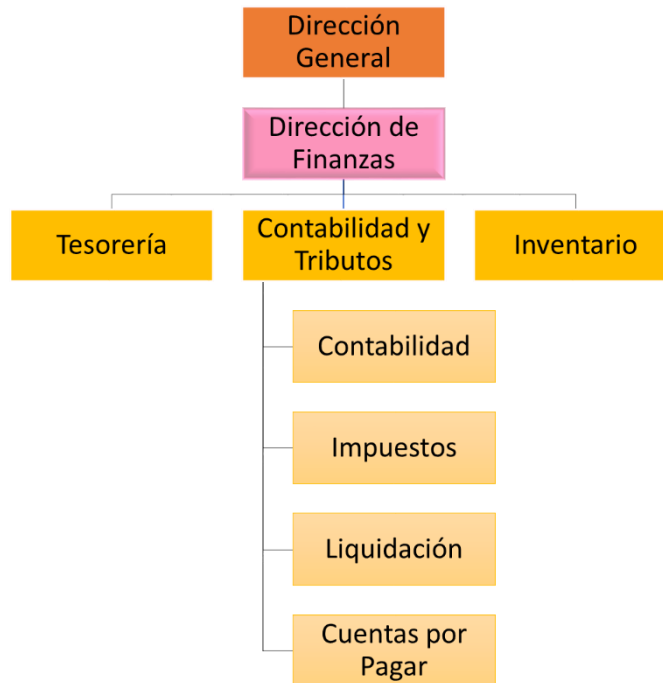 Dirección
General
Dirección de
Finanzas
Tesorería
Contabilidad y
Tributos
Inventario
Contabilidad
Impuestos
Liquidación
Cuentas por
Pagar